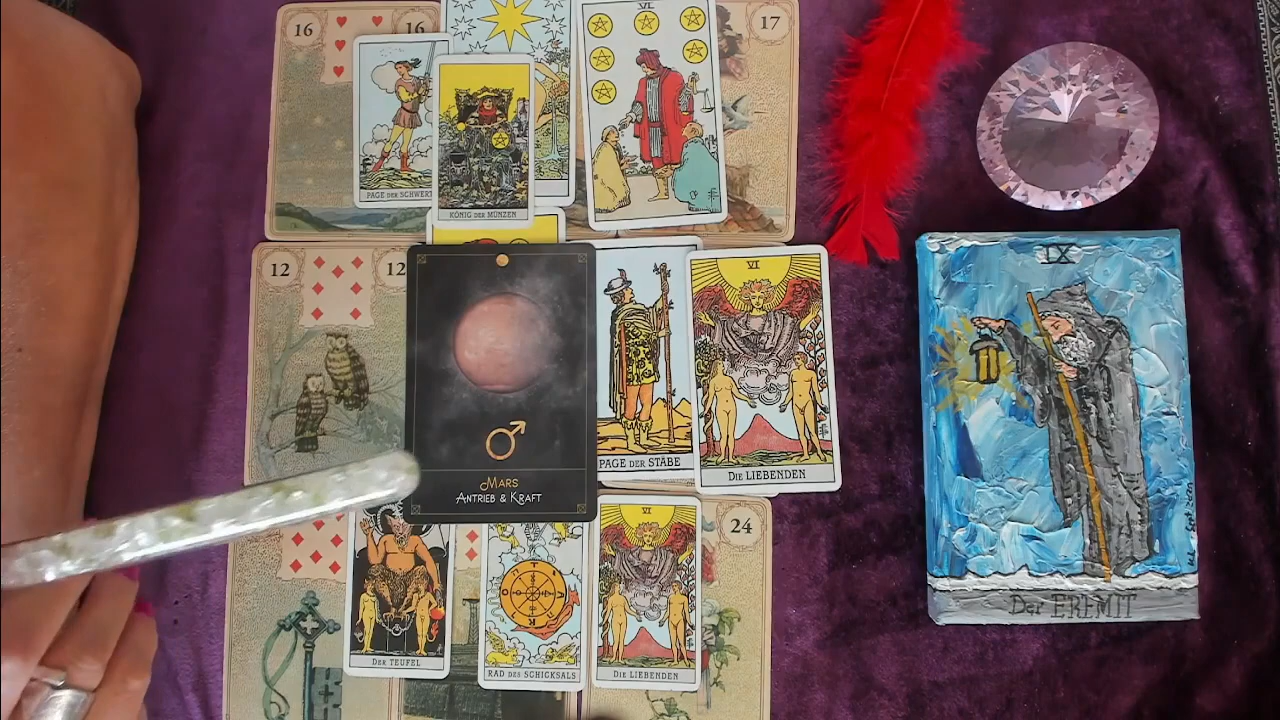 16
16
17
VI
PAGE DER SCHWERT
KÖNIG DER MÜNZEN
12
12
VI
IX
PAGE DER STÄBE
DIE LIEBENDEN
MARS
ANTRIEB & KRAFT
VI
24
Der EREMIT
DER TEUFEL
RAD DES SCHICKSALS
DIE LIEBENDEN